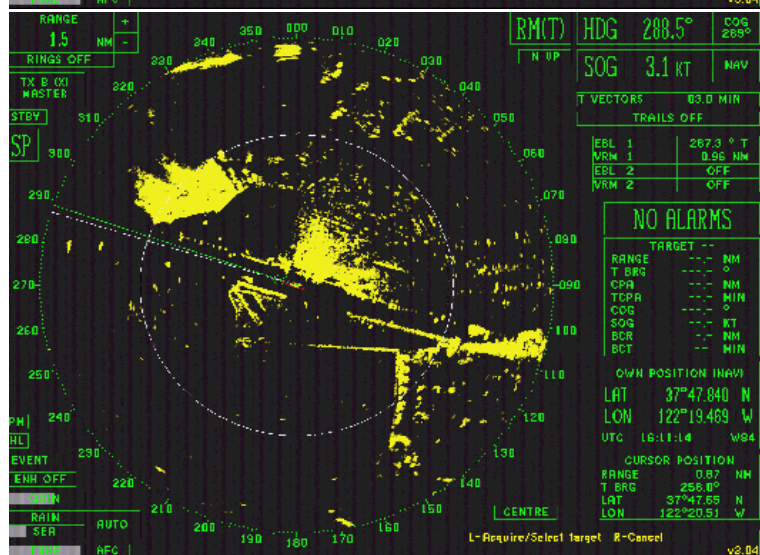 v3.04
RANGE
1.5 NM
+
-
RINGS OFF
TX B (X)
MASTER
STBY
SP
RM(T)
N UP
HDG 288.5°
COG
269°
SOG 3.1 KT
NAV
T VECTORS 03.0 MIN
TRAILS OFF
EBL 1 287.3 ° T
VRM 1 0.96 NM
EBL 2 OFF
VRM 2 OFF
NO ALARMS
TARGET --
RANGE --.- NM
T BRG ---.- °
CPA --.- NM
TCPA ---.- MIN
COG ---.- °
SOG --.- KT
BCR --.- NM
BCT -- MIN
OWN POSITION (NAV)
LAT 37°47.840 N
LON 122°19.469 W
UTC 16:11:14 W84
CURSOR POSITION
RANGE 0.87 NM
T BRG 256.0°
LAT 37°47.65 N
LON 122°20.51 W
000
010
020
030
040
050
060
070
080
090
100
110
120
130
140
150
160
170
180
190
200
210
220
230
240
250
260
270
280
290
300
310
320
330
340
350
HL
EVENT
ENH OFF
RAIN
AUTO
SEA
AFC
CENTRE
L-Acquire/Select target R-Cancel
v3.04